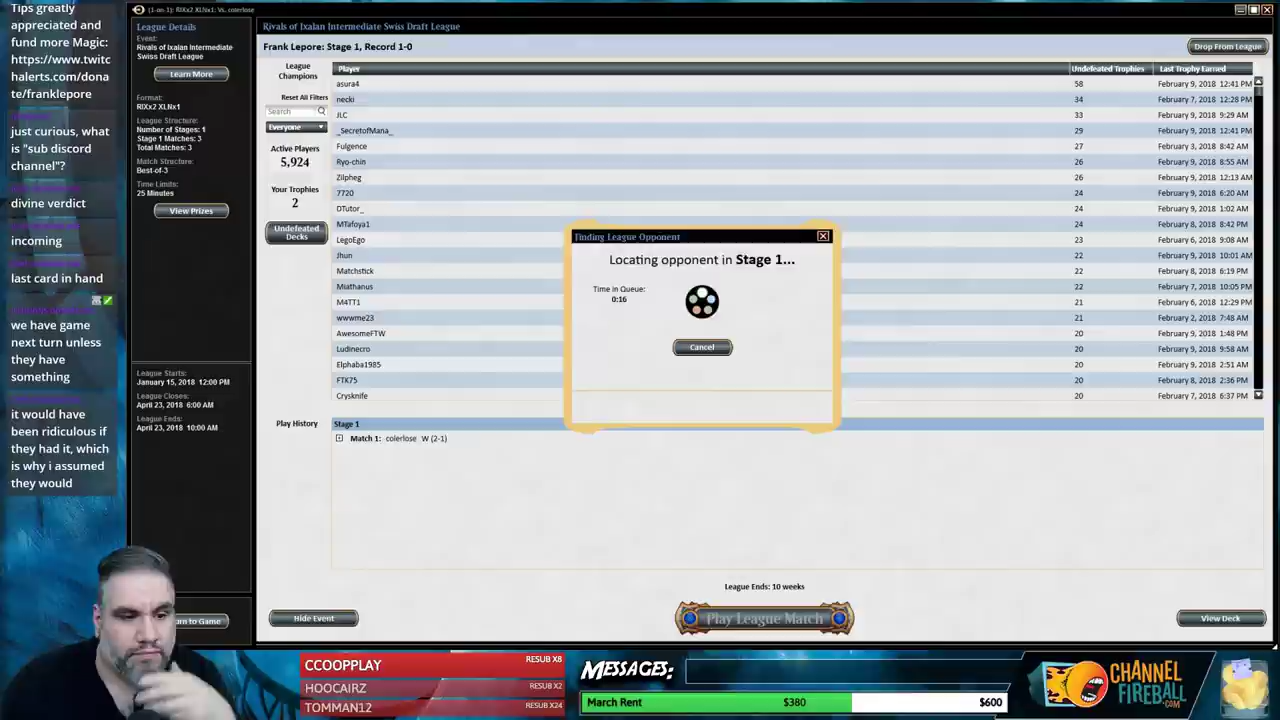 Tips greatly
appreciated and
fund more Magic:
https://www.twitc
halerts.com/dona
te/franklepore
just curious, what
is "sub discord
channel"?
divine verdict
incoming
last card in hand
we have game
next turn unless
they have
something
it would have
been ridiculous if
they had it, which
is why i assumed
they would
(1-on-1): RIXx2 XLNx1: Vs. colerlose
League Details
Event:
Rivals of Ixalan Intermediate
Swiss Draft League
Learn More
Format:
RIXx2 XLNx1
League Structure:
Number of Stages: 1
Stage 1 Matches: 3
Total Matches: 3
Match Structure:
Best-of-3
Time Limits:
25 Minutes
View Prizes
League Starts:
January 15, 2018 12:00 PM
League Closes:
April 23, 2018 6:00 AM
League Ends:
April 23, 2018 10:00 AM
Rivals of Ixalan Intermediate Swiss Draft League
Frank Lepore: Stage 1, Record 1-0
Drop From League
League
Champions
Reset All Filters
Search
Everyone
Active Players
5,924
Your Trophies
2
Undefeated
Decks
Player Undefeated Trophies Last Trophy Earned
asura4 58 February 9, 2018 12:41 PM
necki 34 February 7, 2018 12:28 PM
JLC 33 February 9, 2018 9:29 AM
_SecretofMana_ 29 February 9, 2018 12:41 PM
Fulgence 27 February 3, 2018 8:42 AM
Ryo-chin 26 February 9, 2018 8:55 AM
Zilpheg 26 February 9, 2018 12:13 AM
7720 24 February 9, 2018 6:20 AM
DTutor_ 24 February 9, 2018 1:02 AM
MTafoya1 24 February 8, 2018 8:42 PM
LegoEgo 23 February 6, 2018 9:08 AM
Jhun 22 February 9, 2018 10:01 AM
Matchstick 22 February 8, 2018 6:19 PM
Miathanus 22 February 7, 2018 10:05 PM
M4TT1 21 February 6, 2018 12:29 PM
wwwme23 21 February 2, 2018 7:48 AM
AwesomeFTW 20 February 9, 2018 1:48 PM
Ludinecro 20 February 9, 2018 9:58 AM
Elphaba1985 20 February 9, 2018 2:51 AM
FTK75 20 February 8, 2018 2:36 PM
Crysknife 20 February 7, 2018 6:37 PM
Finding League Opponent
Locating opponent in Stage 1...
Time in Queue:
0:16
Cancel
Play History
Stage 1
Match 1: colerlose W (2-1)
League Ends: 10 weeks
Hide Event
Play League Match
View Deck
rn to Game
CCOOPPLAY RESUB X8
HOOCAIRZ RESUB X2
TOMMAN12 RESUB X24
MESSAGES:
March Rent $380 $600
CHANNEL
FIREBALL
.COM